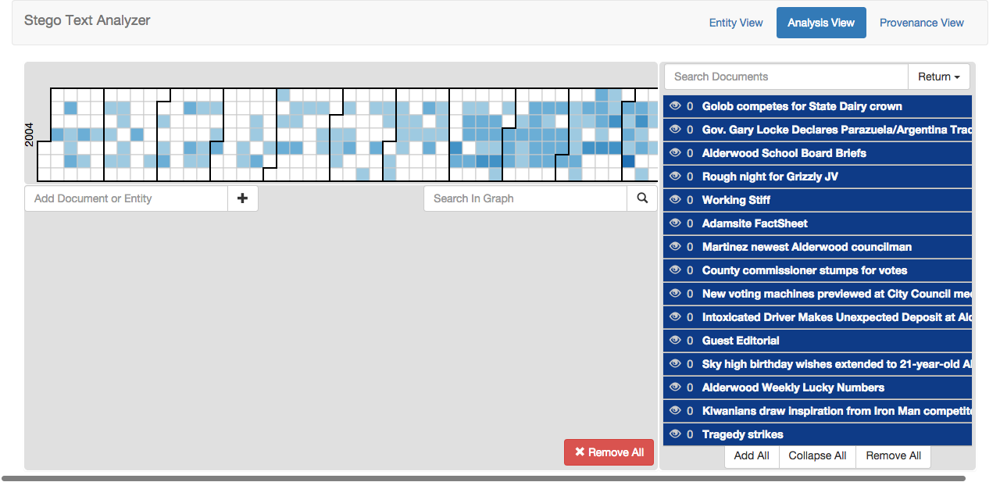 Stego Text Analyzer
Entity View
Analysis View
Provenance View
2004
Add Document or Entity
Search In Graph
Remove All
Search Documents
Return
0 Golob competes for State Dairy crown
0 Gov. Gary Locke Declares Parazuela/Argentina Trac
0 Alderwood School Board Briefs
0 Rough night for Grizzly JV
0 Working Stiff
0 Adamsite FactSheet
0 Martinez newest Alderwood councilman
0 County commissioner stumps for votes
0 New voting machines previewed at City Council mee
0 Intoxicated Driver Makes Unexpected Deposit at Alc
0 Guest Editorial
0 Sky high birthday wishes extended to 21-year-old Al
0 Alderwood Weekly Lucky Numbers
0 Kiwanians draw inspiration from Iron Man competito
0 Tragedy strikes
Add All
Collapse All
Remove All